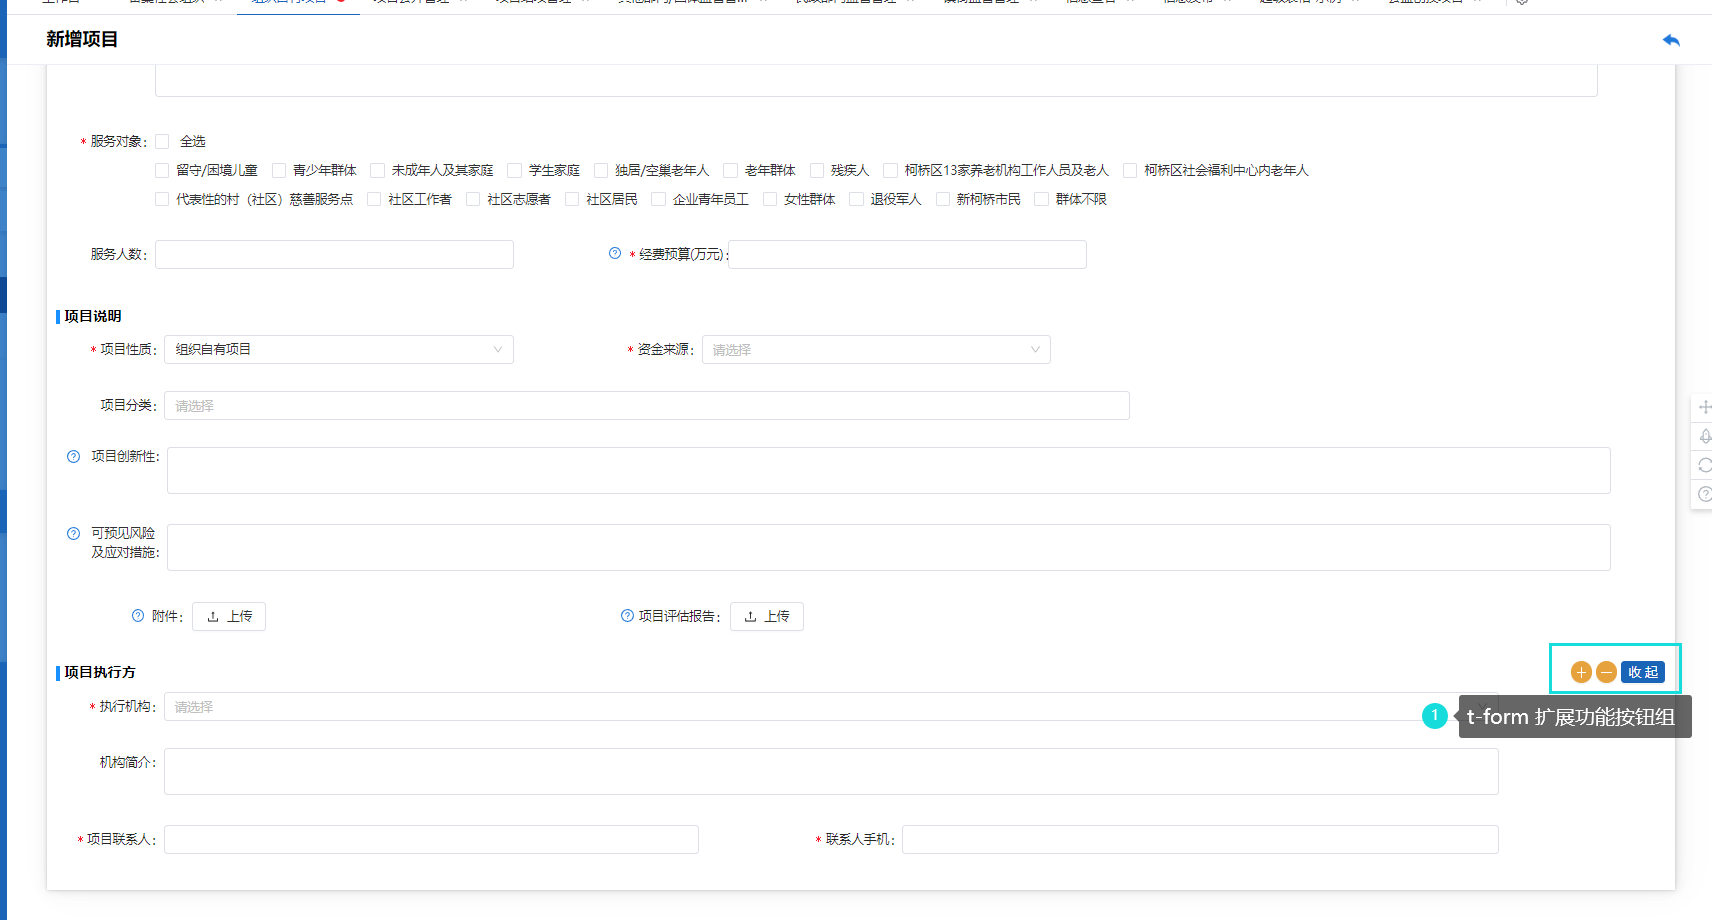 新增项目
* 服务对象: 全选
留守/困境儿童 青少年群体 未成年人及其家庭 学生家庭 独居/空巢老年人 老年群体 残疾人 柯桥区13家养老机构工作人员及老人 柯桥区社会福利中心内老年人
代表性的村（社区）慈善服务点 社区工作者 社区志愿者 社区居民 企业青年员工 女性群体 退役军人 新柯桥市民 群体不限
服务人数: * 经费预算(万元):
项目说明
* 项目性质: 组织自有项目 * 资金来源: 请选择
项目分类: 请选择
项目创新性:
可预见风险
及应对措施:
附件: 上传 项目评估报告: 上传
项目执行方 收起
* 执行机构: 请选择
1 t-form 扩展功能按钮组
机构简介:
* 项目联系人: * 联系人手机: